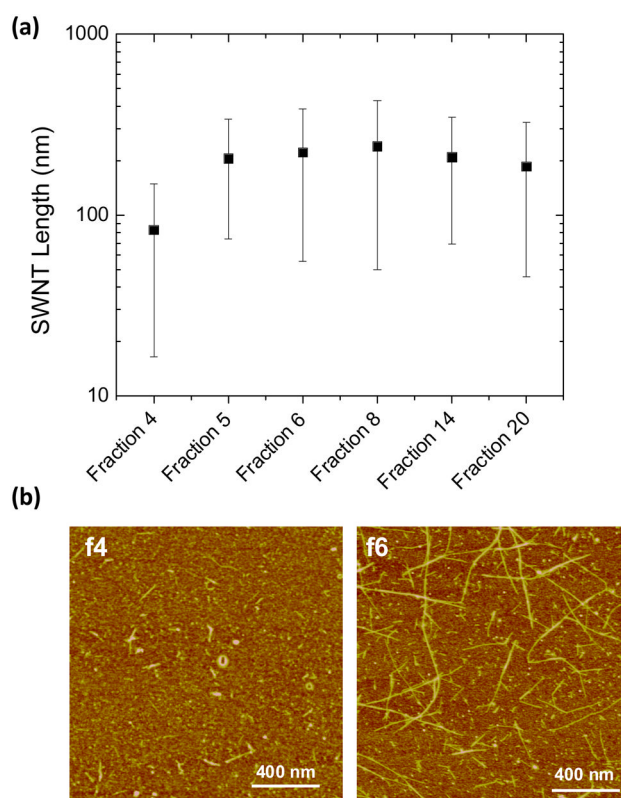 (a)
1000
100
10
SWNT Length (nm)
Fraction 4
Fraction 5
Fraction 6
Fraction 8
Fraction 14
Fraction 20
(b)
f4
400 nm
f6
400 nm